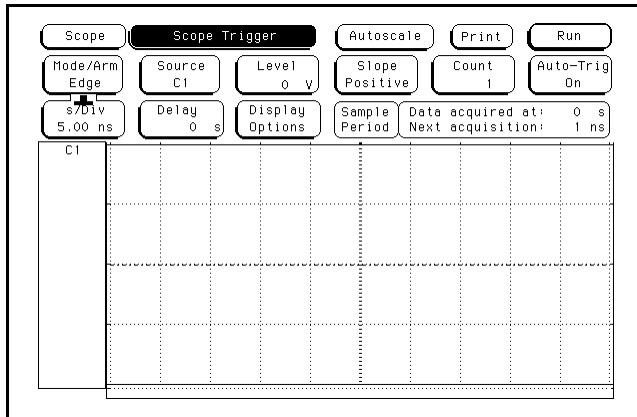 Scope Scope Trigger Autoscale Print Run
Mode/Arm Source Level Slope Count Auto-Trig
Edge C1 0 V Positive 1 On
s/Div Delay Display Sample Data acquired at: 0 s
5.00 ns 0 s Options Period Next acquisition: 1 ns
C1